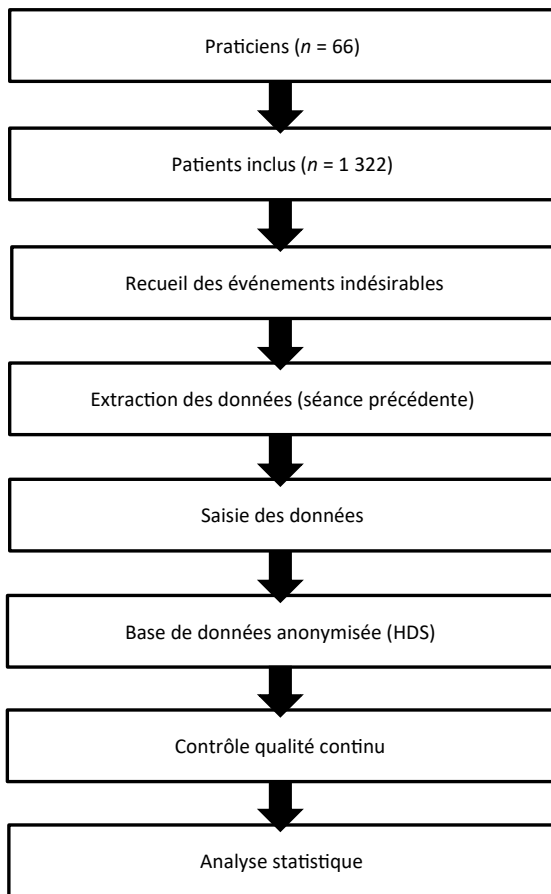 Praticiens (n = 66)
Patients inclus (n = 1 322)
Recueil des événements indésirables
Extraction des données (séance précédente)
Saisie des données
Base de données anonymisée (HDS)
Contrôle qualité continu
Analyse statistique